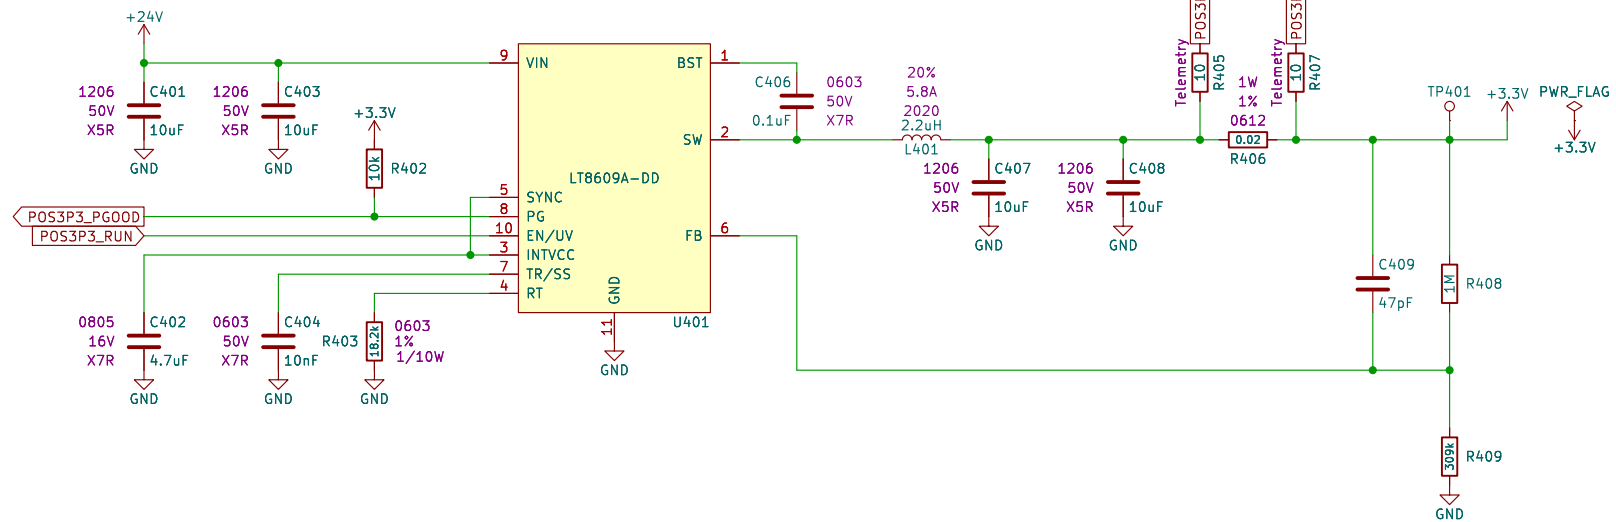 +24V
1206
50V
X5R
C401
10uF
GND
1206
50V
X5R
C403
10uF
GND
+3.3V
10k
R402
POS3P3_PGOOD
POS3P3_RUN
0805
16V
X7R
C402
4.7uF
GND
0603
50V
X7R
C404
10nF
GND
R403
18.2k
0603
1%
1/10W
GND
9 VIN
5 SYNC
8 PG
10 EN/UV
3 INTVCC
7 TR/SS
4 RT
LT8609A-DD
BST 1
SW 2
FB 6
GND
11
U401
GND
C406
0.1uF
0603
50V
X7R
20%
5.8A
2020
2.2uH
L401
1206
50V
X5R
C407
10uF
GND
1206
50V
X5R
C408
10uF
GND
Telemetry
10
R405
1W
1%
0612
0.02
R406
Telemetry
10
R407
C409
47pF
TP401
+3.3V
PWR_FLAG
+3.3V
1M
R408
309k
R409
GND